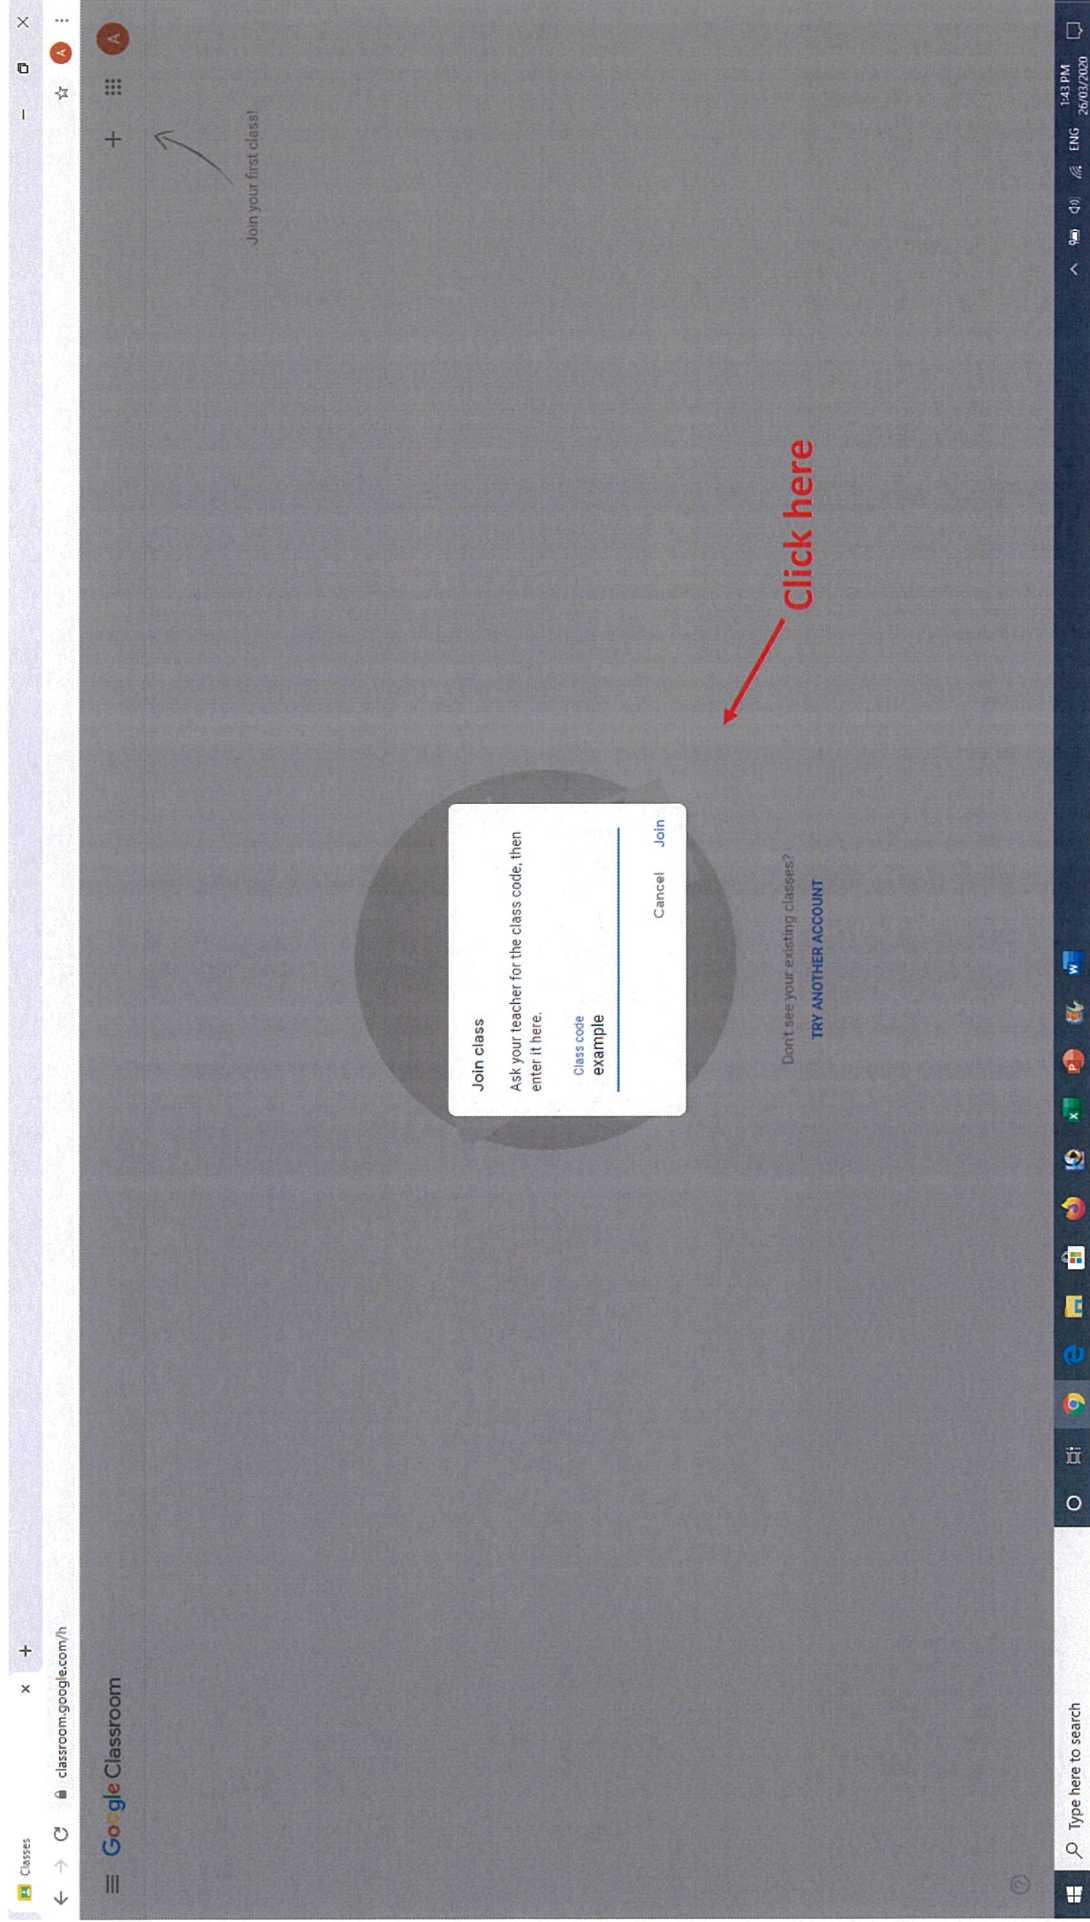 Classes
classroom.google.com/h
A
Google Classroom
A
Join your first class!
Join class
Ask your teacher for the class code, then
enter it here.
Class code
example
Cancel Join
Click here
Don't see your existing classes?
TRY ANOTHER ACCOUNT
Type here to search
ENG
1:43 PM
26/03/2020